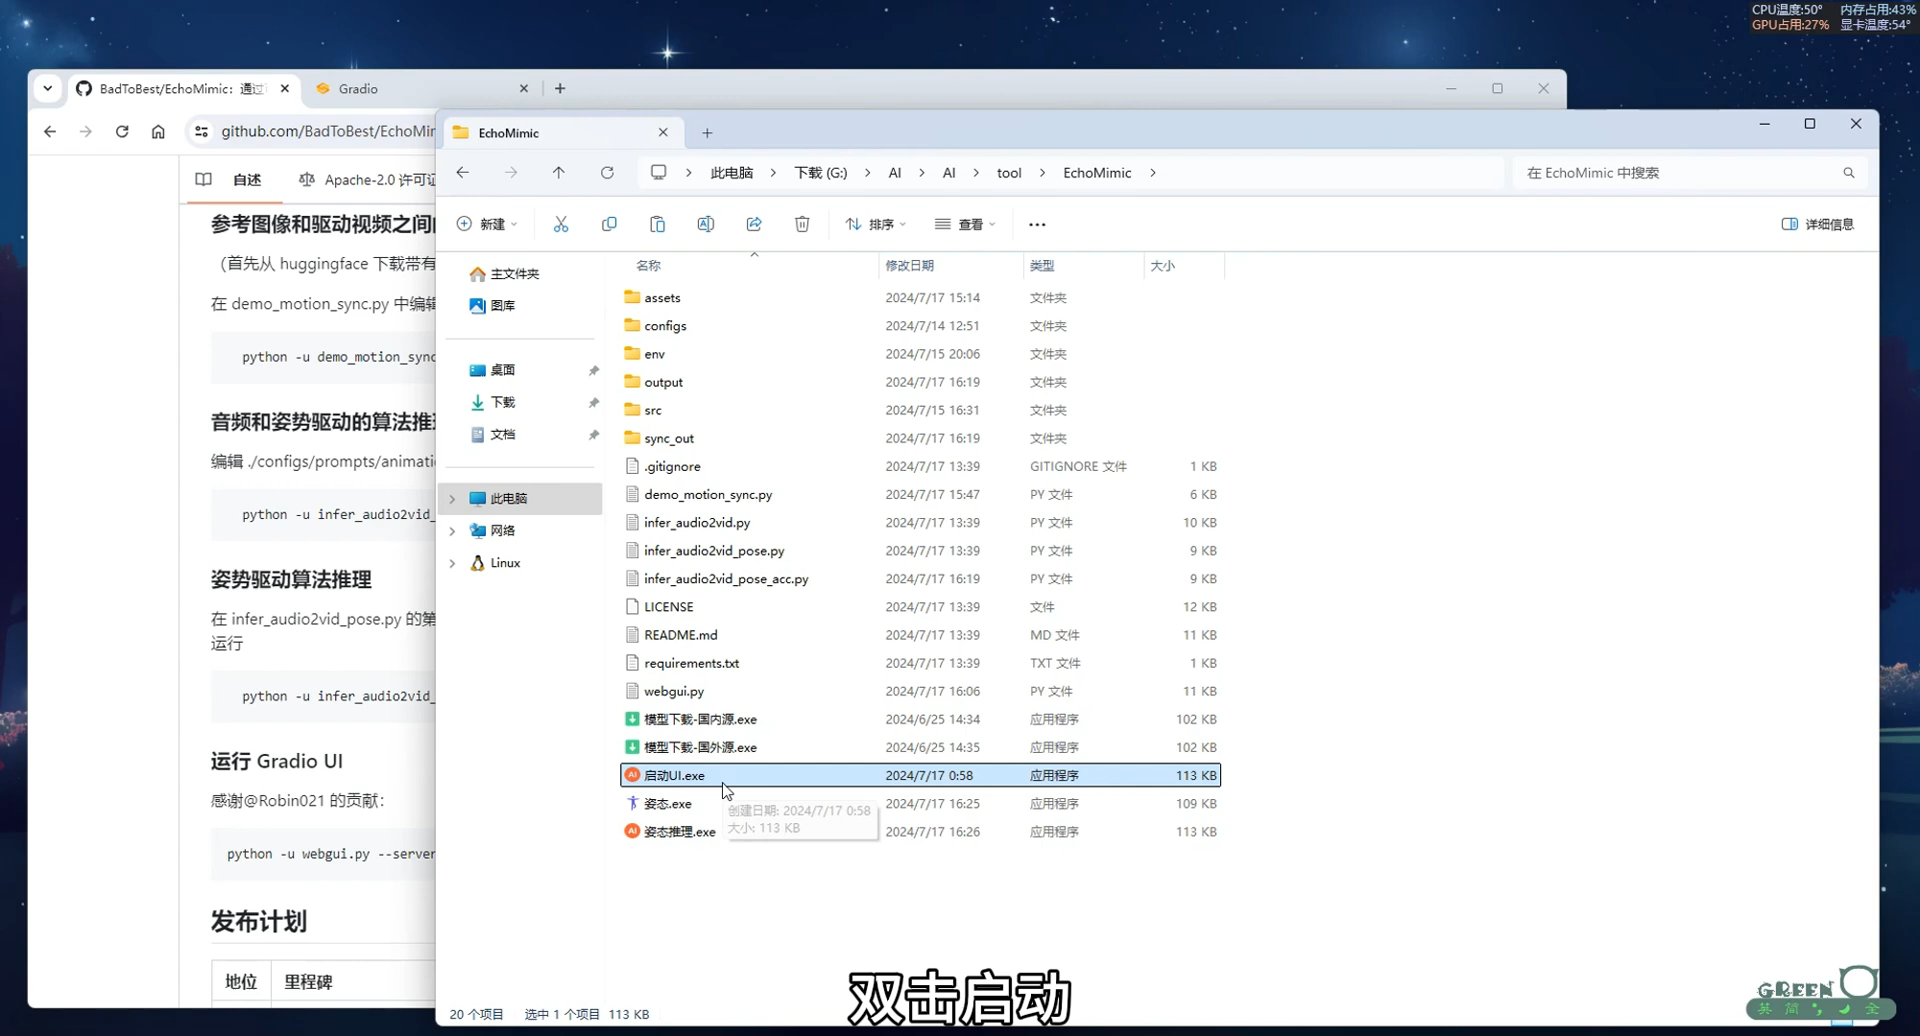 CPU温度:50° 内存占用:43%
GPU占用:27% 显卡温度:54°
BadToBest/EchoMimic: 通过
Gradio
github.com/BadToBest/EchoMim
自述
Apache-2.0 许可证
参考图像和驱动视频之间
（首先从 huggingface 下载带有
在 demo_motion_sync.py 中编辑
python -u demo_motion_sync
音频和姿势驱动的算法推理
编辑 ./configs/prompts/animati
python -u infer_audio2vid_
姿势驱动算法推理
在 infer_audio2vid_pose.py 的第
运行
python -u infer_audio2vid_
运行 Gradio UI
感谢@Robin021 的贡献：
python -u webgui.py --server
发布计划
地位 里程碑
EchoMimic
此电脑 下载 (G:) AI AI tool EchoMimic
在 EchoMimic 中搜索
新建 排序 查看 详细信息
主文件夹
图库
桌面
下载
文档
此电脑
网络
Linux
名称 修改日期 类型 大小
assets 2024/7/17 15:14 文件夹
configs 2024/7/14 12:51 文件夹
env 2024/7/15 20:06 文件夹
output 2024/7/17 16:19 文件夹
src 2024/7/15 16:31 文件夹
sync_out 2024/7/17 16:19 文件夹
.gitignore 2024/7/17 13:39 GITIGNORE 文件 1 KB
demo_motion_sync.py 2024/7/17 15:47 PY 文件 6 KB
infer_audio2vid.py 2024/7/17 13:39 PY 文件 10 KB
infer_audio2vid_pose.py 2024/7/17 13:39 PY 文件 9 KB
infer_audio2vid_pose_acc.py 2024/7/17 16:19 PY 文件 9 KB
LICENSE 2024/7/17 13:39 文件 12 KB
README.md 2024/7/17 13:39 MD 文件 11 KB
requirements.txt 2024/7/17 13:39 TXT 文件 1 KB
webgui.py 2024/7/17 16:06 PY 文件 11 KB
模型下载-国内源.exe 2024/6/25 14:34 应用程序 102 KB
模型下载-国外源.exe 2024/6/25 14:35 应用程序 102 KB
启动UI.exe 2024/7/17 0:58 应用程序 113 KB
姿态.exe 2024/7/17 16:25 应用程序 109 KB
姿态推理.exe 2024/7/17 16:26 应用程序 113 KB
创建日期: 2024/7/17 0:58
大小: 113 KB
20 个项目 选中 1 个项目 113 KB
双击启动
GREEN
英 简 全